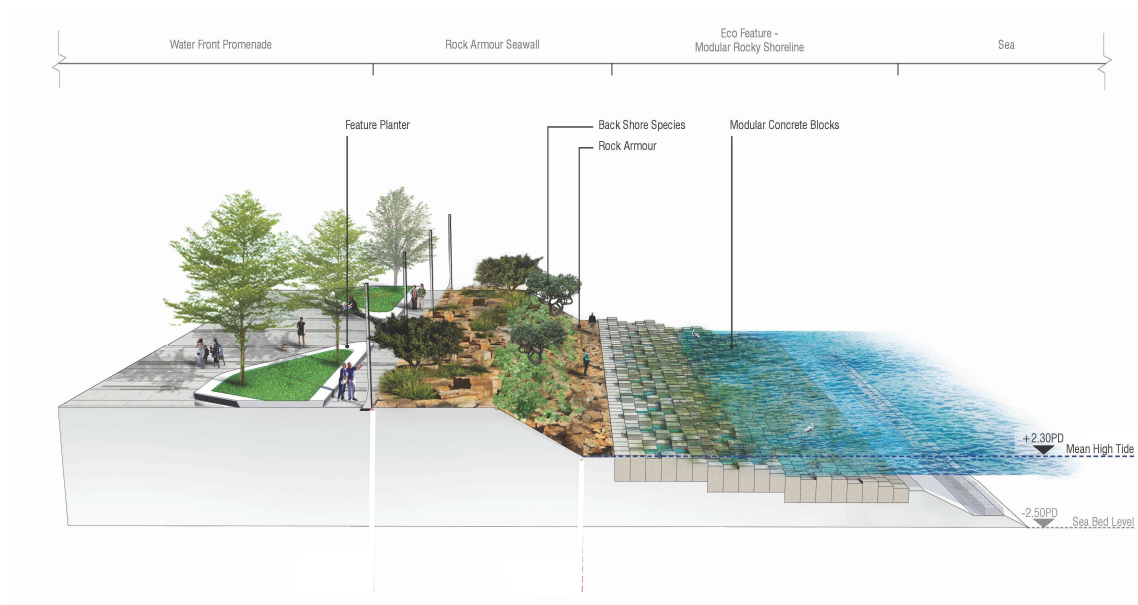 Water Front Promenade
Rock Armour Seawall
Eco Feature -
Modular Rocky Shoreline
Sea
Feature Planter
Back Shore Species
Rock Armour
Modular Concrete Blocks
+2.30PD
Mean High Tide
-2.50PD
Sea Bed Level